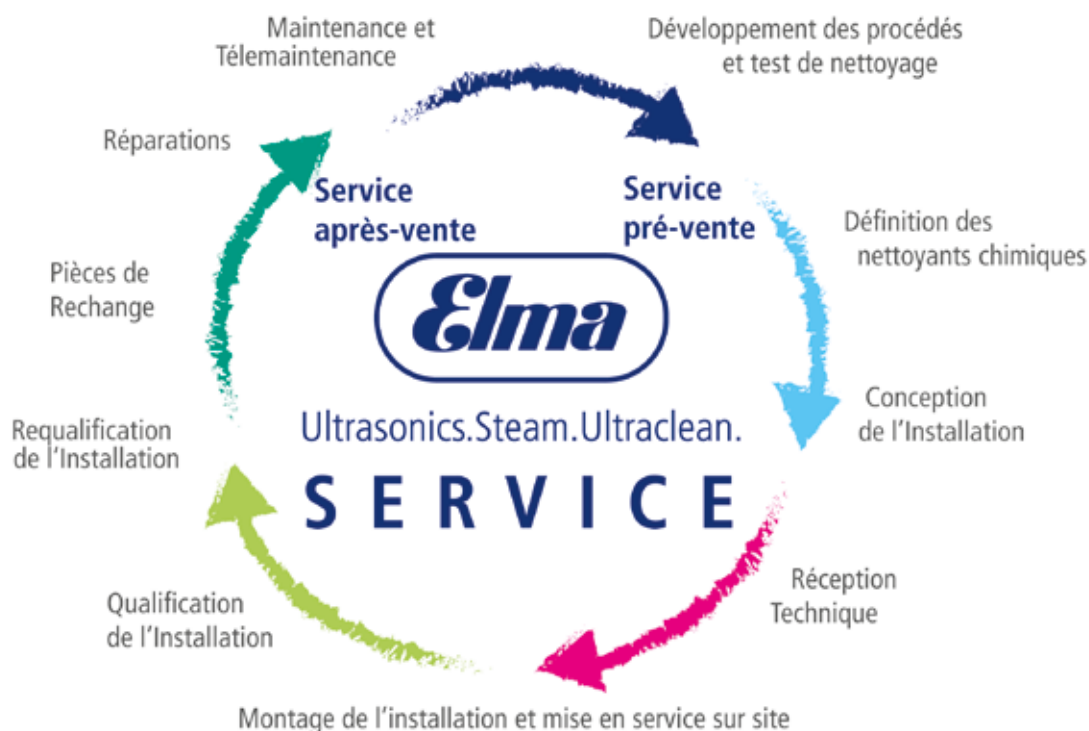 Maintenance et
Télemaintenance
Développement des procédés
et test de nettoyage
Réparations
Service
après-vente
Service
pré-vente
Définition des
nettoyants chimiques
Pièces de
Rechange
Elma
Conception
de l'Installation
Requalification
de l'Installation
Ultrasonics.Steam.Ultraclean.
SERVICE
Réception
Technique
Qualification
de l'Installation
Montage de l'installation et mise en service sur site